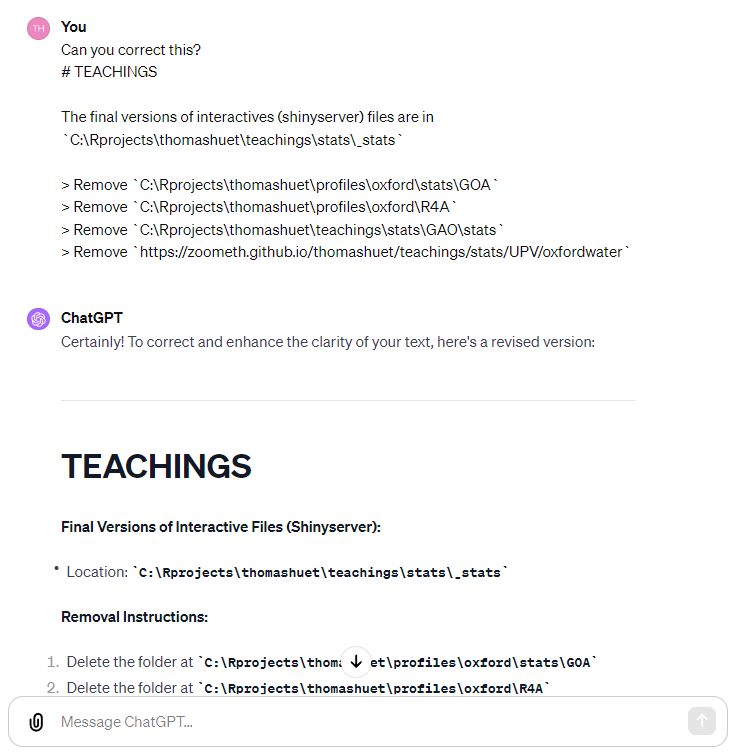 TH
You
Can you correct this?
# TEACHINGS
The final versions of interactives (shinyserver) files are in
`C:\Rprojects\thomashuet\teachings\stats\_stats`
> Remove `C:\Rprojects\thomashuet\profiles\oxford\stats\GOA`
> Remove `C:\Rprojects\thomashuet\profiles\oxford\R4A`
> Remove `C:\Rprojects\thomashuet\teachings\stats\GAO\stats`
> Remove `https://zoometh.github.io/thomashuet/teachings/stats/UPV/oxfordwater`
ChatGPT
Certainly! To correct and enhance the clarity of your text, here's a revised version:
TEACHINGS
Final Versions of Interactive Files (Shinyserver):
• Location: `C:\Rprojects\thomashuet\teachings\stats\_stats`
Removal Instructions:
1. Delete the folder at `C:\Rprojects\thoma et\profiles\oxford\stats\GOA`
2. Delete the folder at `C:\Rprojects\thomashuet\profiles\oxford\R4A`
Message ChatGPT...